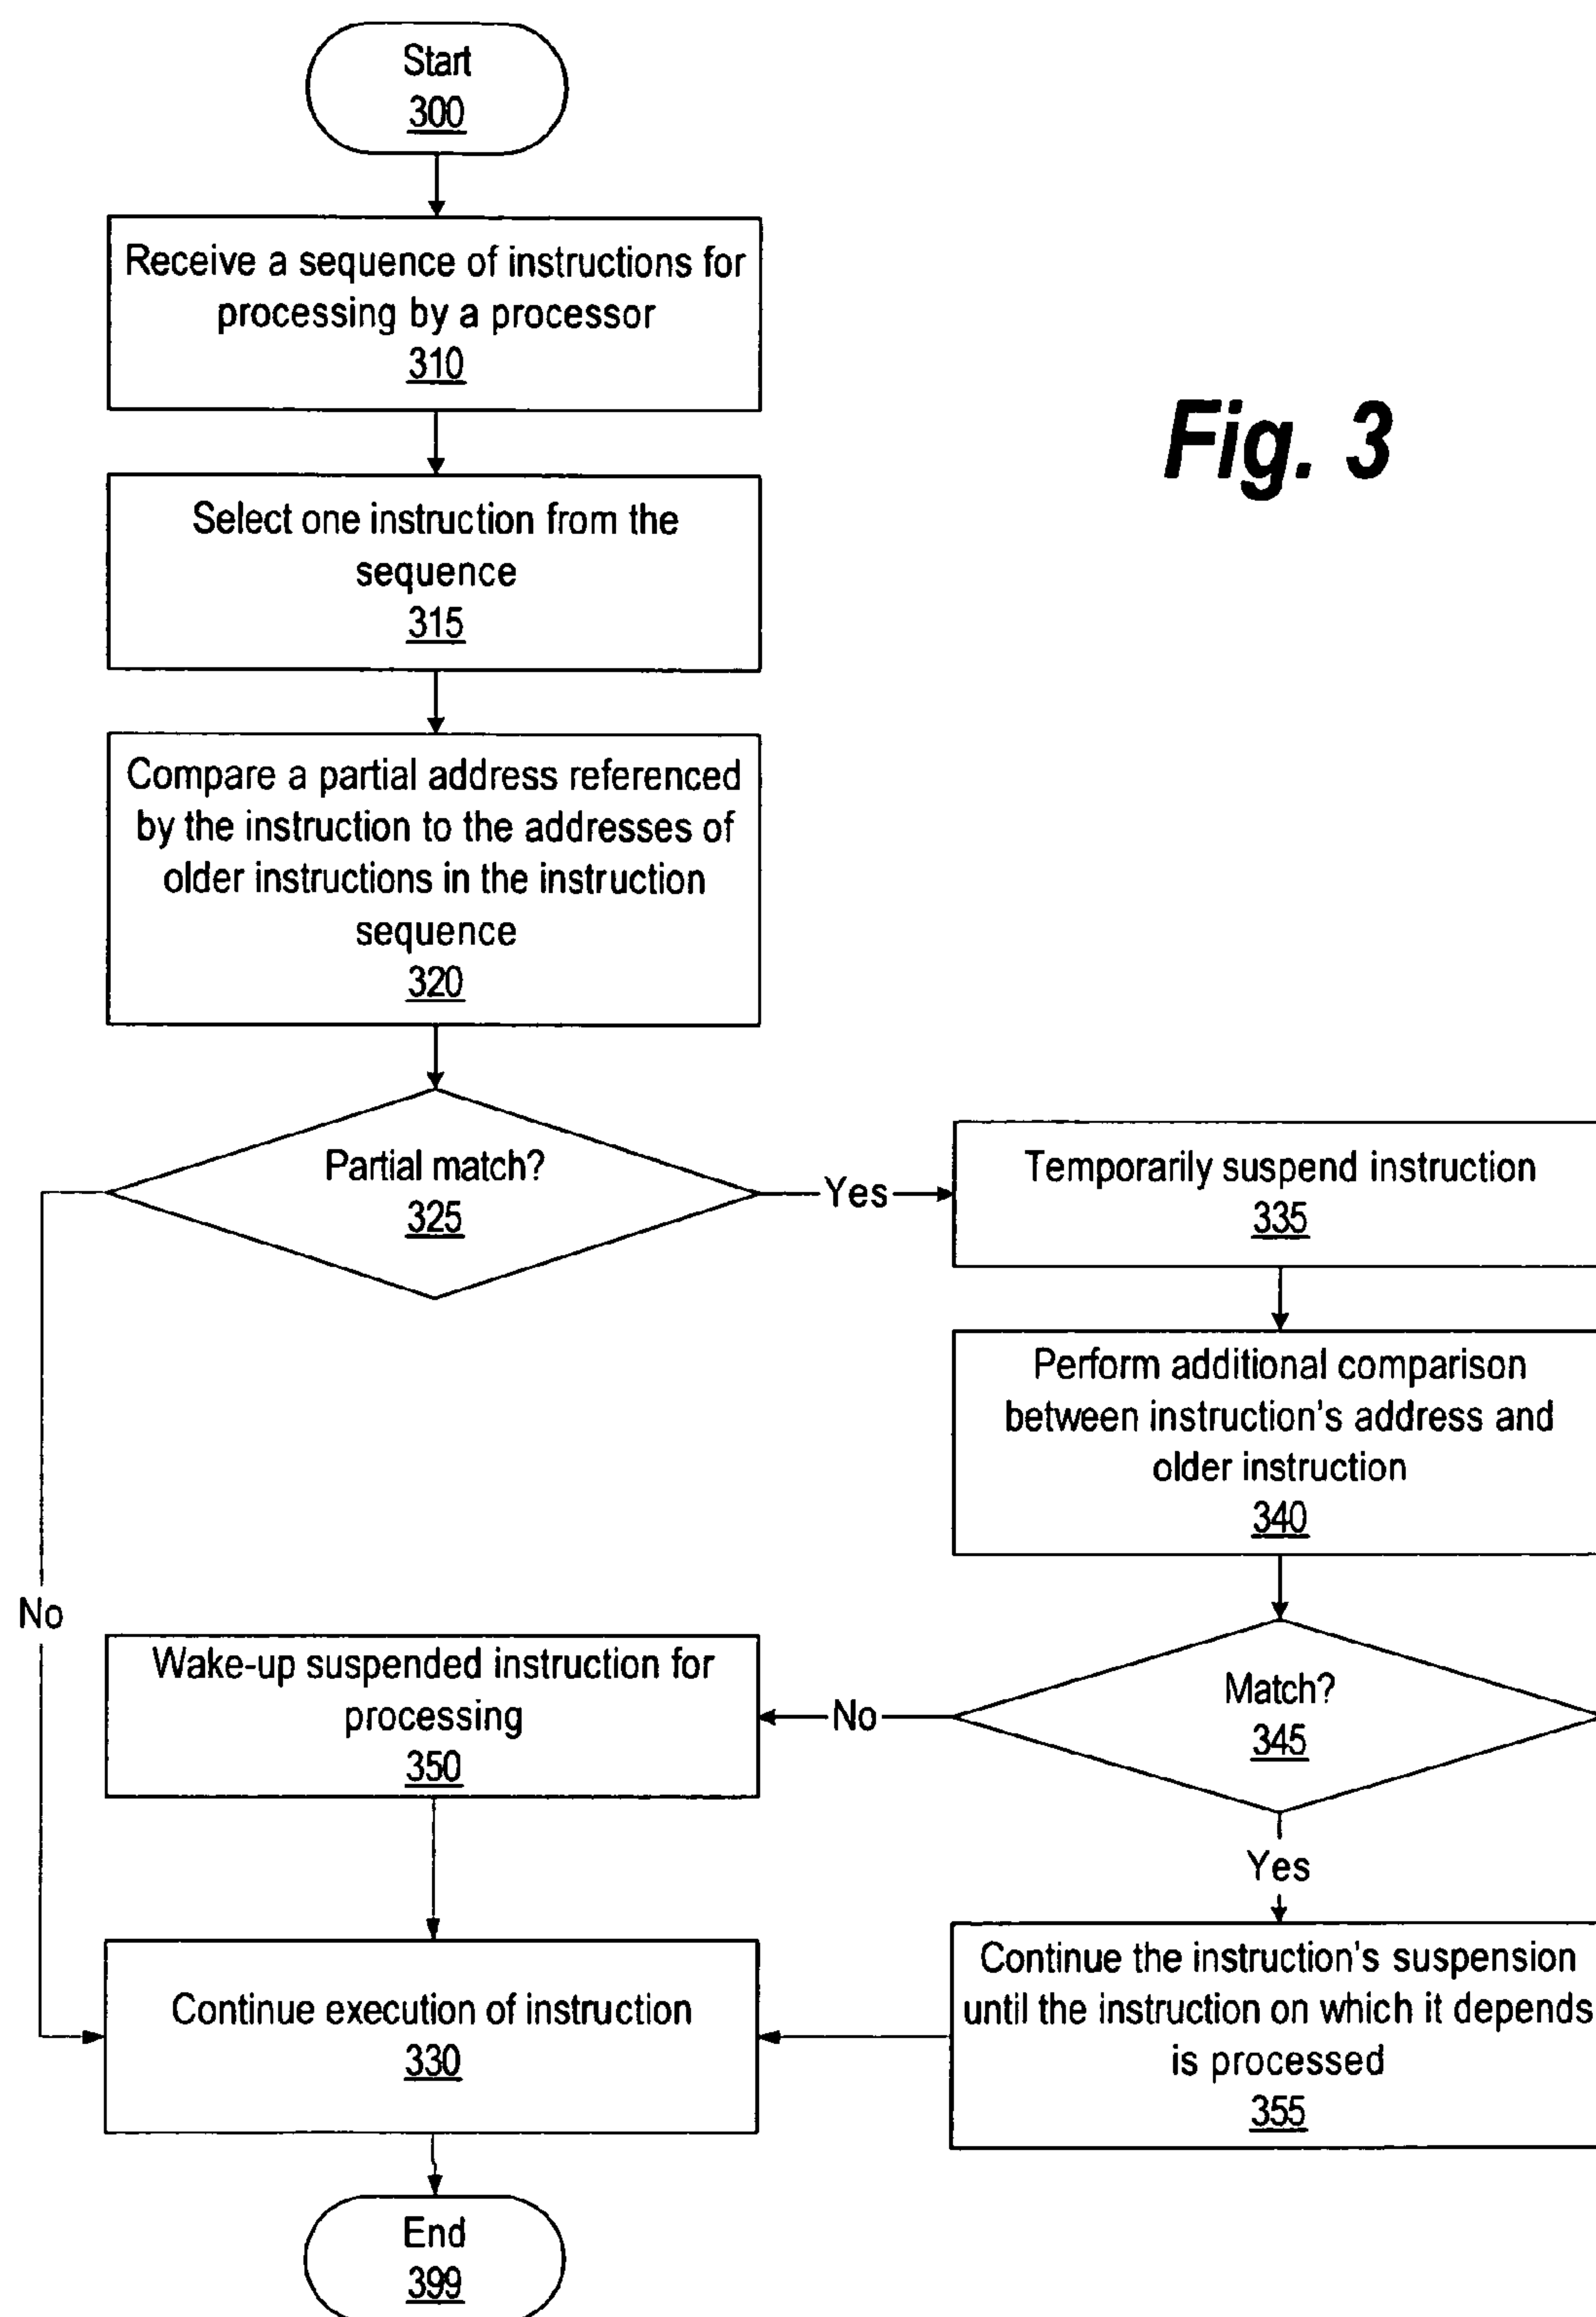 Start
300
Receive a sequence of instructions for
processing by a processor
310
Fig. 3
Select one instruction from the
sequence
315
Compare a partial address referenced
by the instruction to the addresses of
older instructions in the instruction
sequence
320
Partial match?
325
Yes
Temporarily suspend instruction
335
Perform additional comparison
between instruction's address and
older instruction
340
No
Match?
345
No
Wake-up suspended instruction for
processing
350
Yes
Continue the instruction's suspension
until the instruction on which it depends
is processed
355
Continue execution of instruction
330
End
399